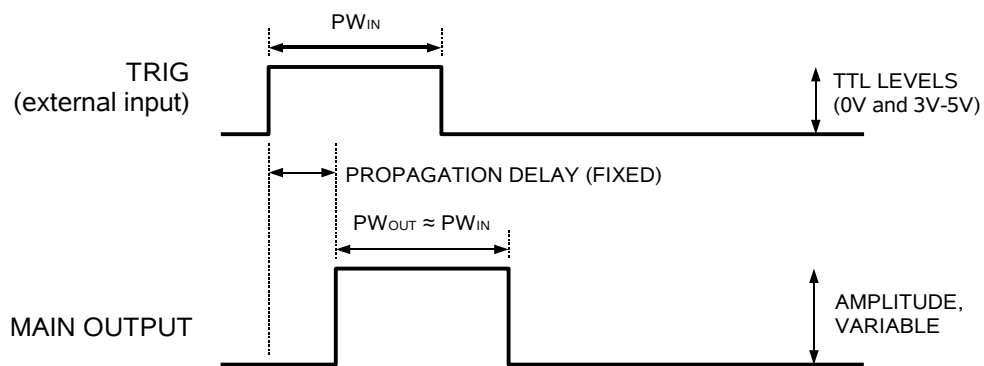 PWIN
TRIG
(external input)
TTL LEVELS
(0V and 3V-5V)
PROPAGATION DELAY (FIXED)
PWOUT ≈ PWIN
MAIN OUTPUT
AMPLITUDE,
VARIABLE